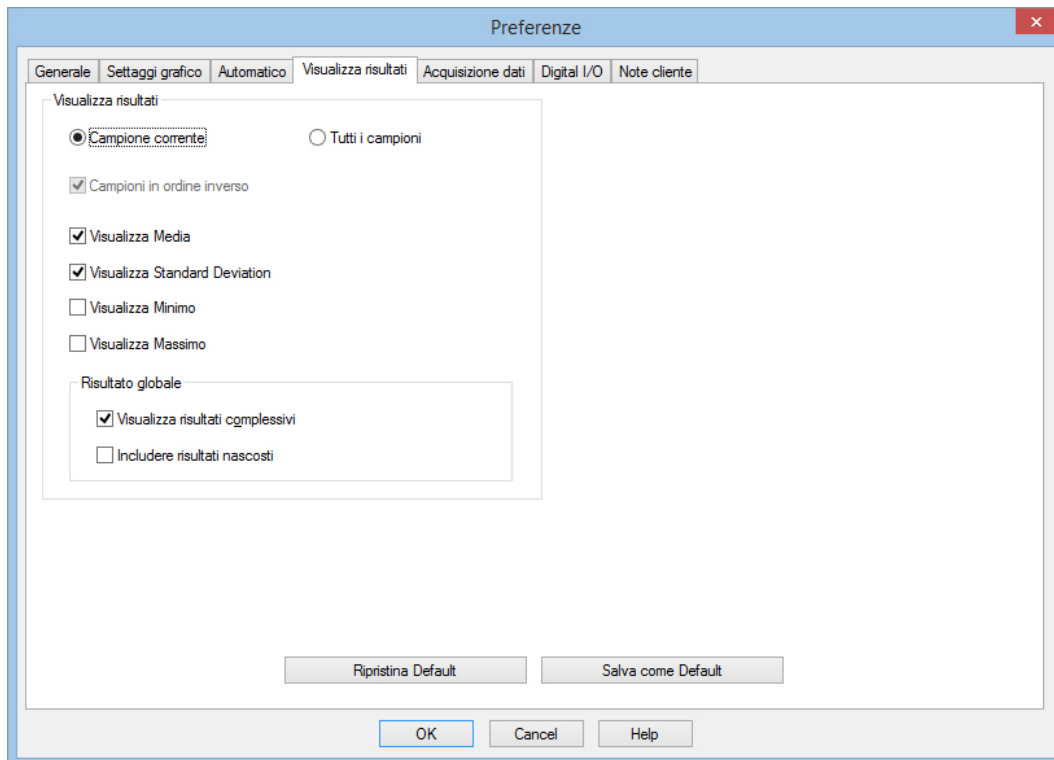 Preferenze
Generale Settaggi grafico Automatico Visualizza risultati Acquisizione dati Digital I/O Note cliente
Visualizza risultati
Campione corrente Tutti i campioni
Campioni in ordine inverso
Visualizza Media
Visualizza Standard Deviation
Visualizza Minimo
Visualizza Massimo
Risultato globale
Visualizza risultati complessivi
Includere risultati nascosti
Ripristina Default Salva come Default
OK Cancel Help